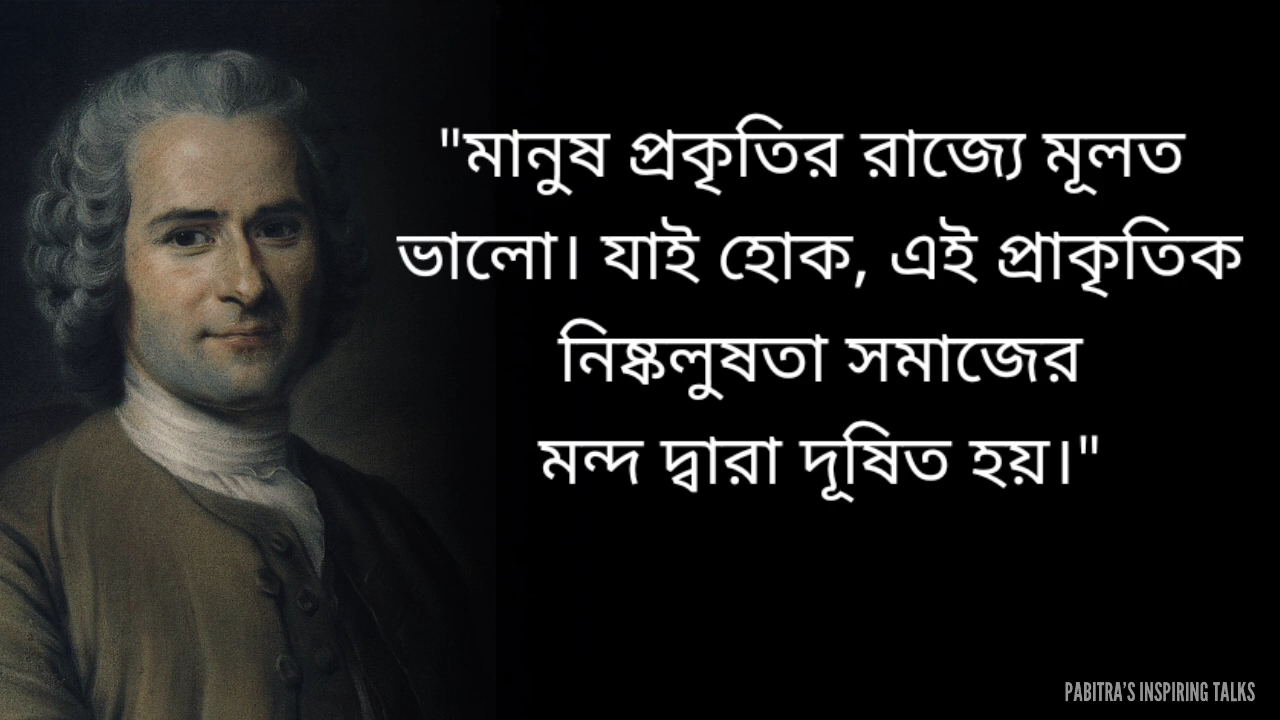 "মানুষ প্রকৃতির রাজ্যে মূলত
ভালো। যাই হোক, এই প্রাকৃতিক
নিষ্কলুষতা সমাজের
মন্দ দ্বারা দূষিত হয়।"
PABITRA'S INSPIRING TALKS